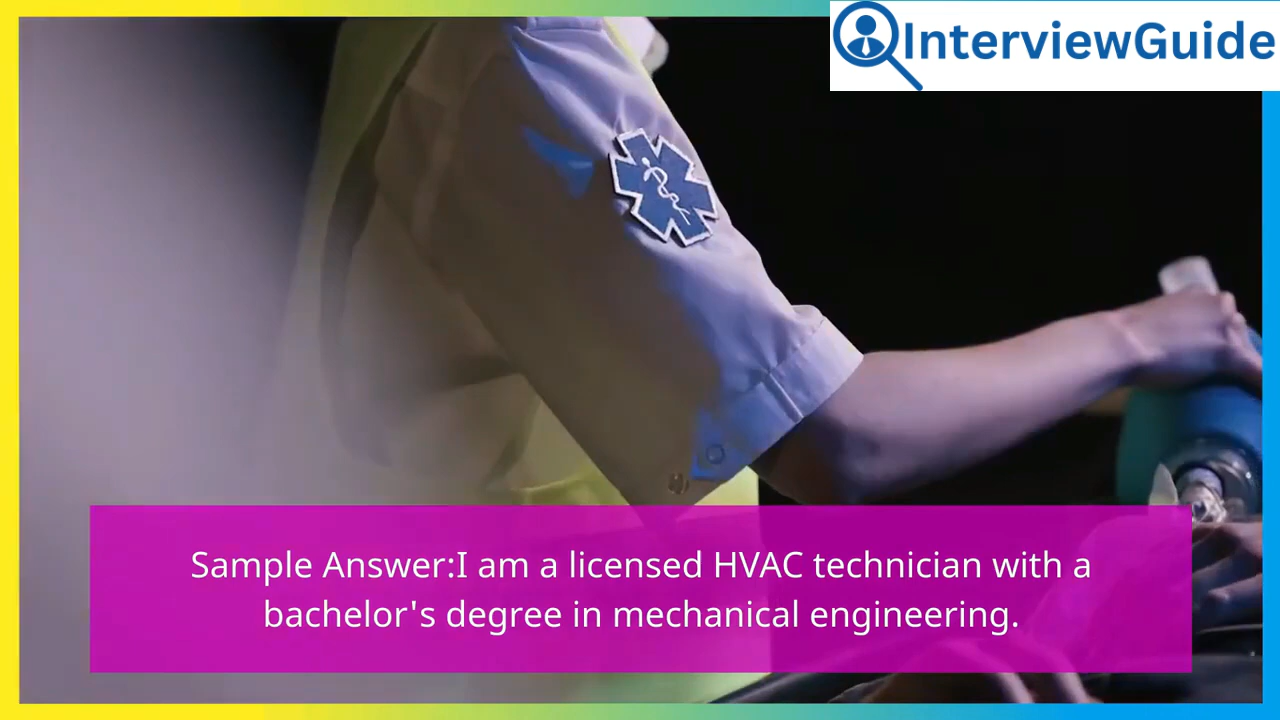 InterviewGuide
Sample Answer:I am a licensed HVAC technician with a
bachelor's degree in mechanical engineering.